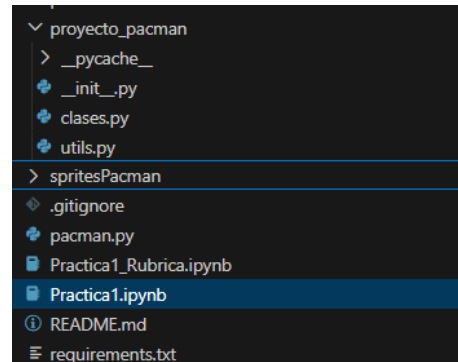 proyecto_pacman
__pycache__
__init__.py
clases.py
utils.py
spritesPacman
.gitignore
pacman.py
Practica1_Rubrica.ipynb
Practica1.ipynb
README.md
requirements.txt